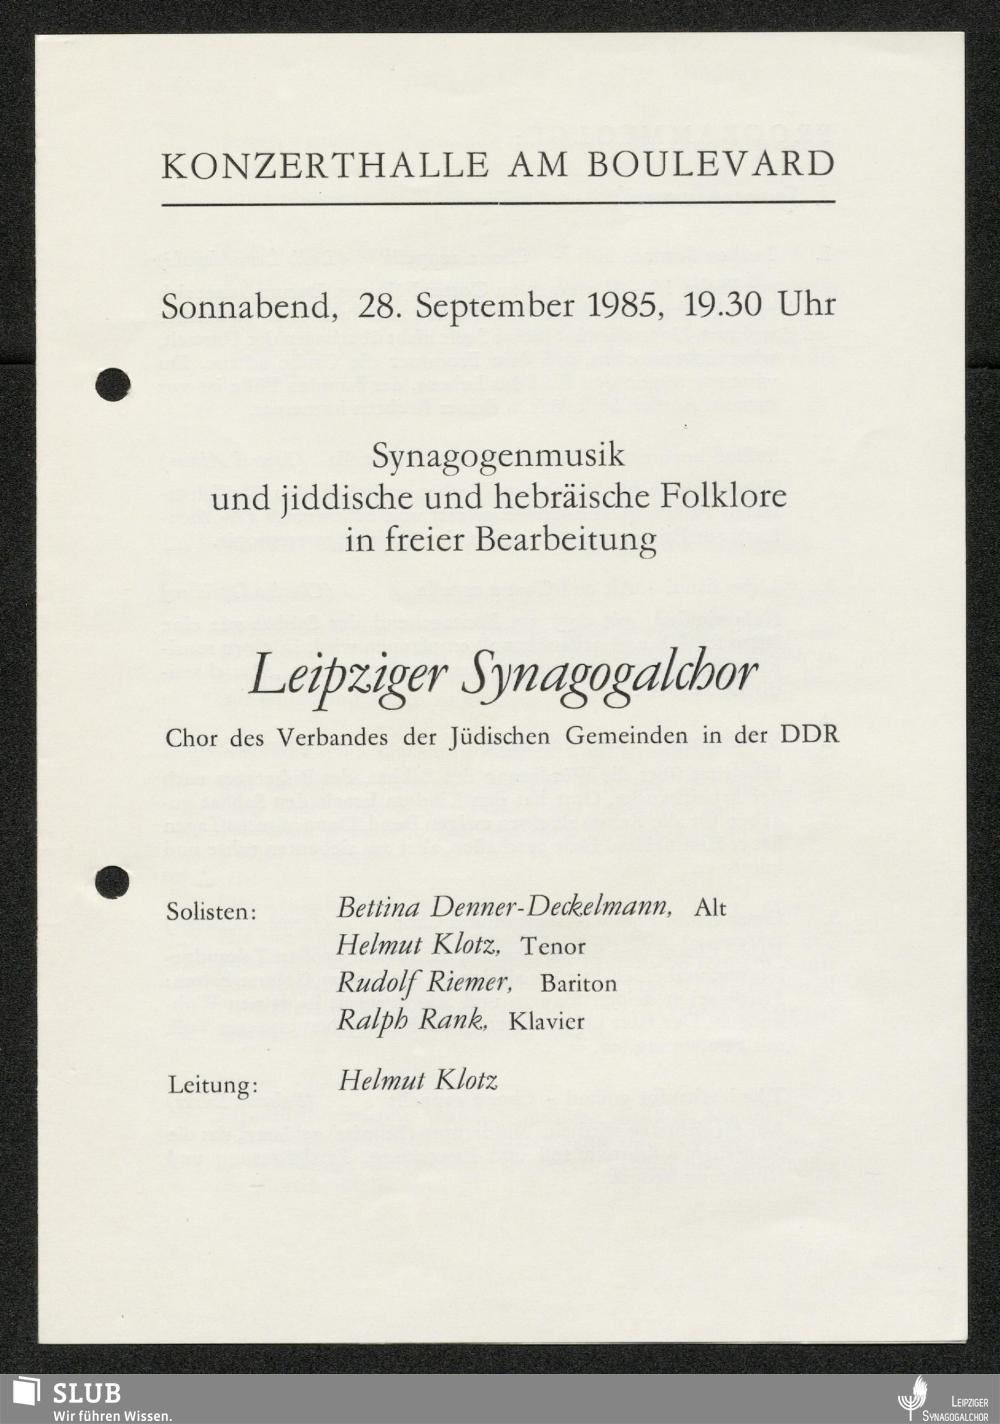 KONZERTHALLE AM BOULEVARD
Sonnabend, 28. September 1985, 19.30 Uhr
Synagogenmusik
und jiddische und hebräische Folklore
in freier Bearbeitung
Leipziger Synagogalchor
Chor des Verbandes der Jüdischen Gemeinden in der DDR
Solisten: Bettina Denner-Deckelmann, Alt
Helmut Klotz, Tenor
Rudolf Riemer, Bariton
Ralph Rank, Klavier
Leitung: Helmut Klotz
SLUB
Wir führen Wissen.
LEIPZIGER
SYNAGOGALCHOR